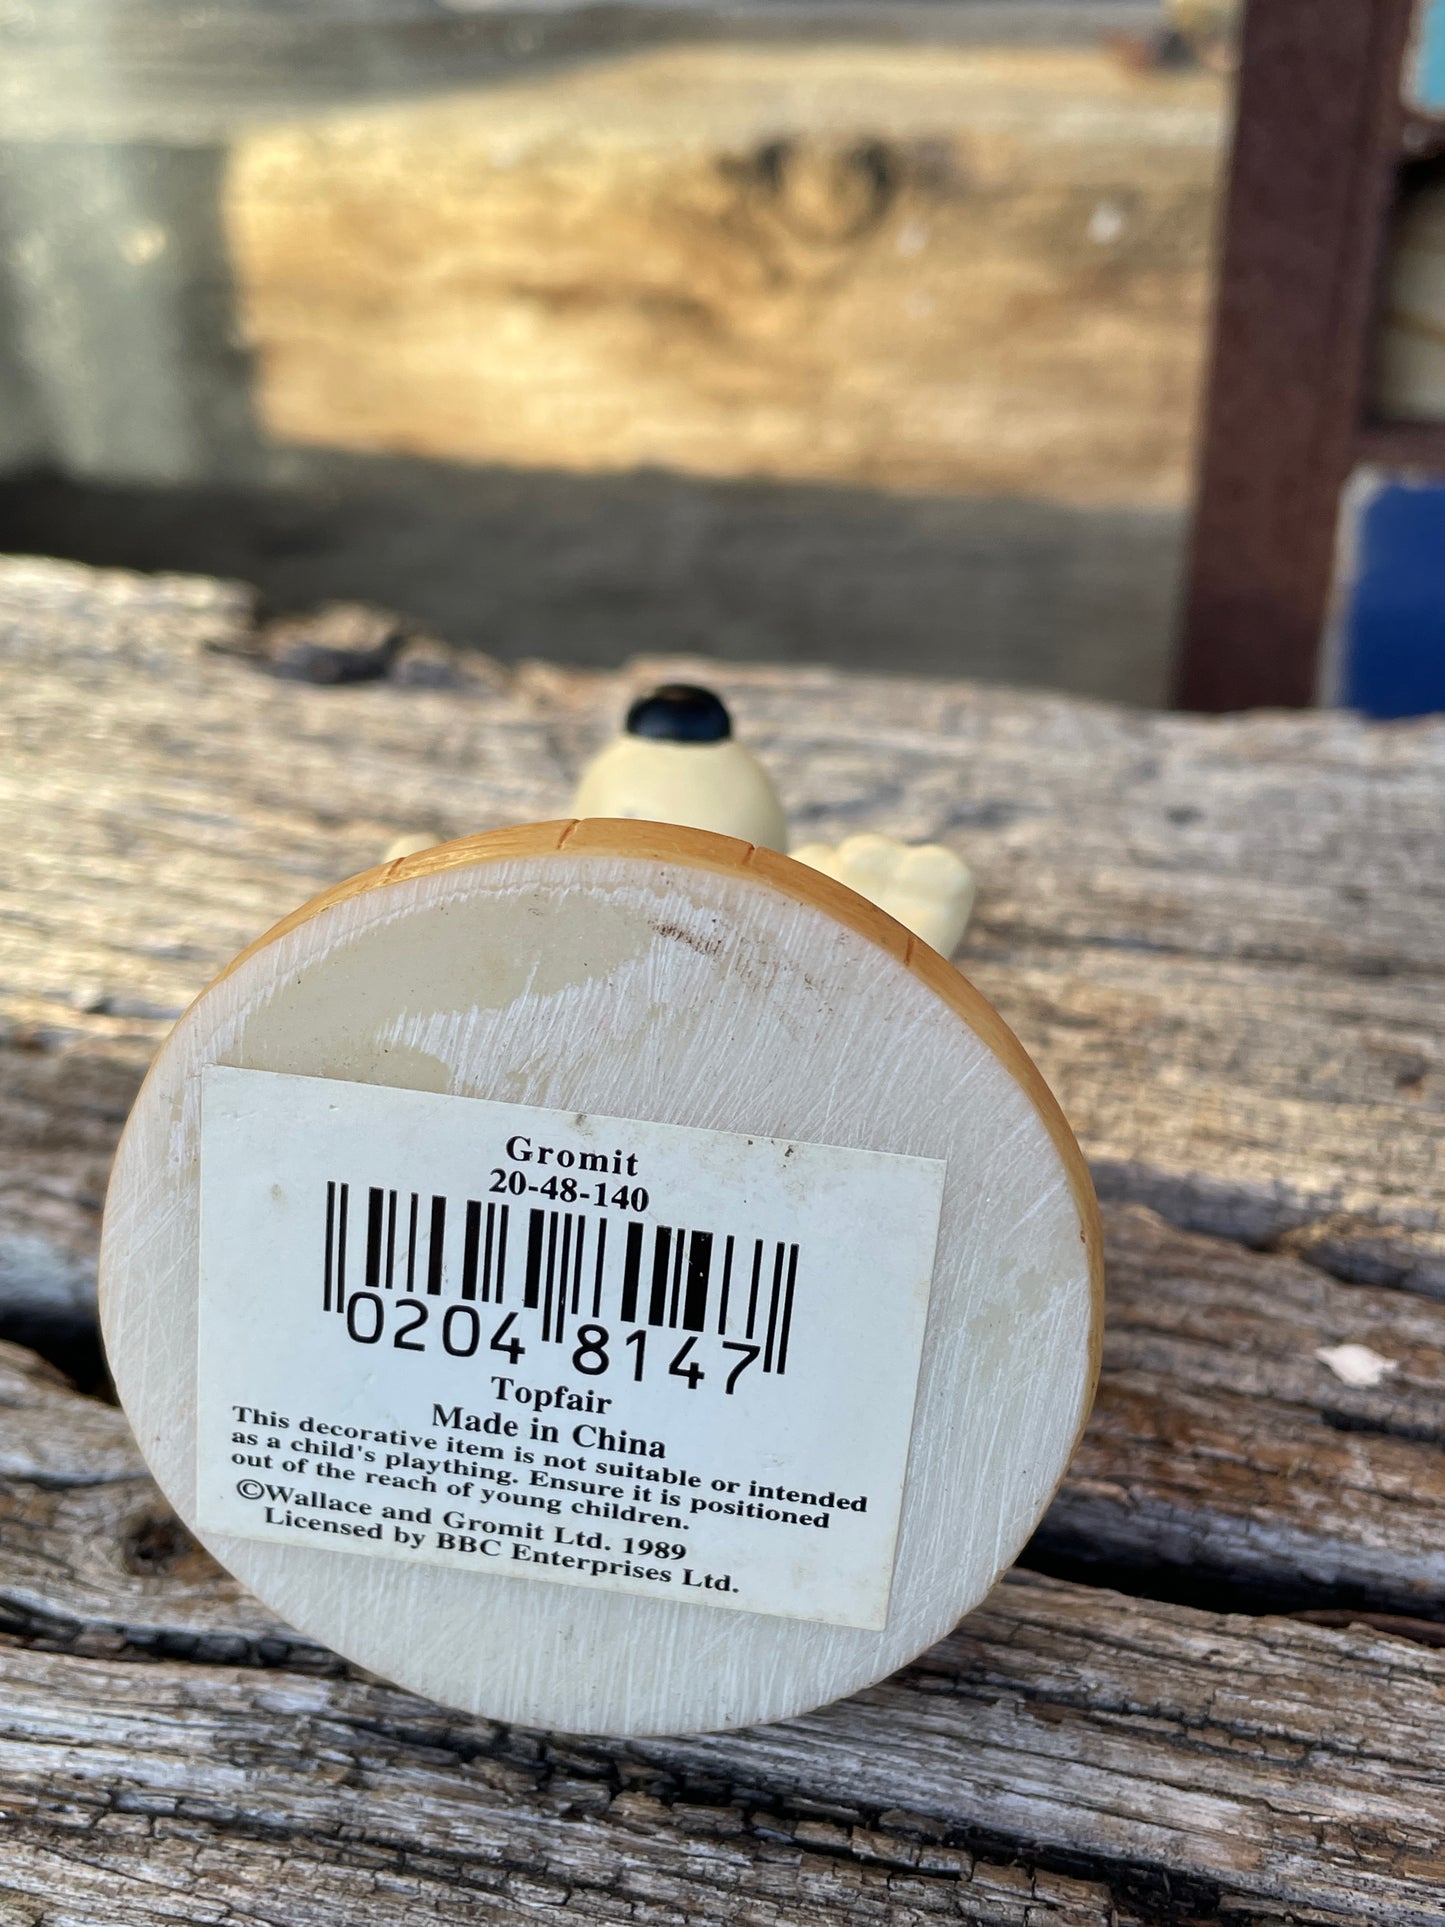 Gromit
20-48-140
0204 8147
Topfair
Made in China
This decorative item is not suitable or intended
as a child's plaything. Ensure it is positioned
out of the reach of young children.
©Wallace and Gromit Ltd. 1989
Licensed by BBC Enterprises Ltd.